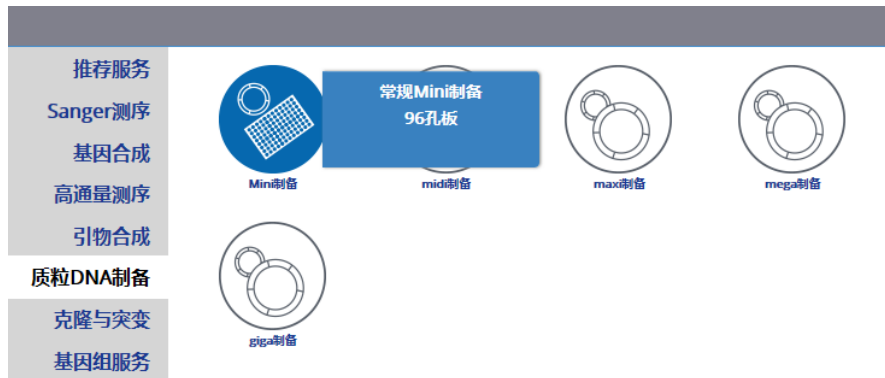 推荐服务
Sanger测序
基因合成
高通量测序
引物合成
质粒DNA制备
克隆与突变
基因组服务
常规Mini制备
96孔板
Mini制备
midi制备
maxi制备
mega制备
giga制备